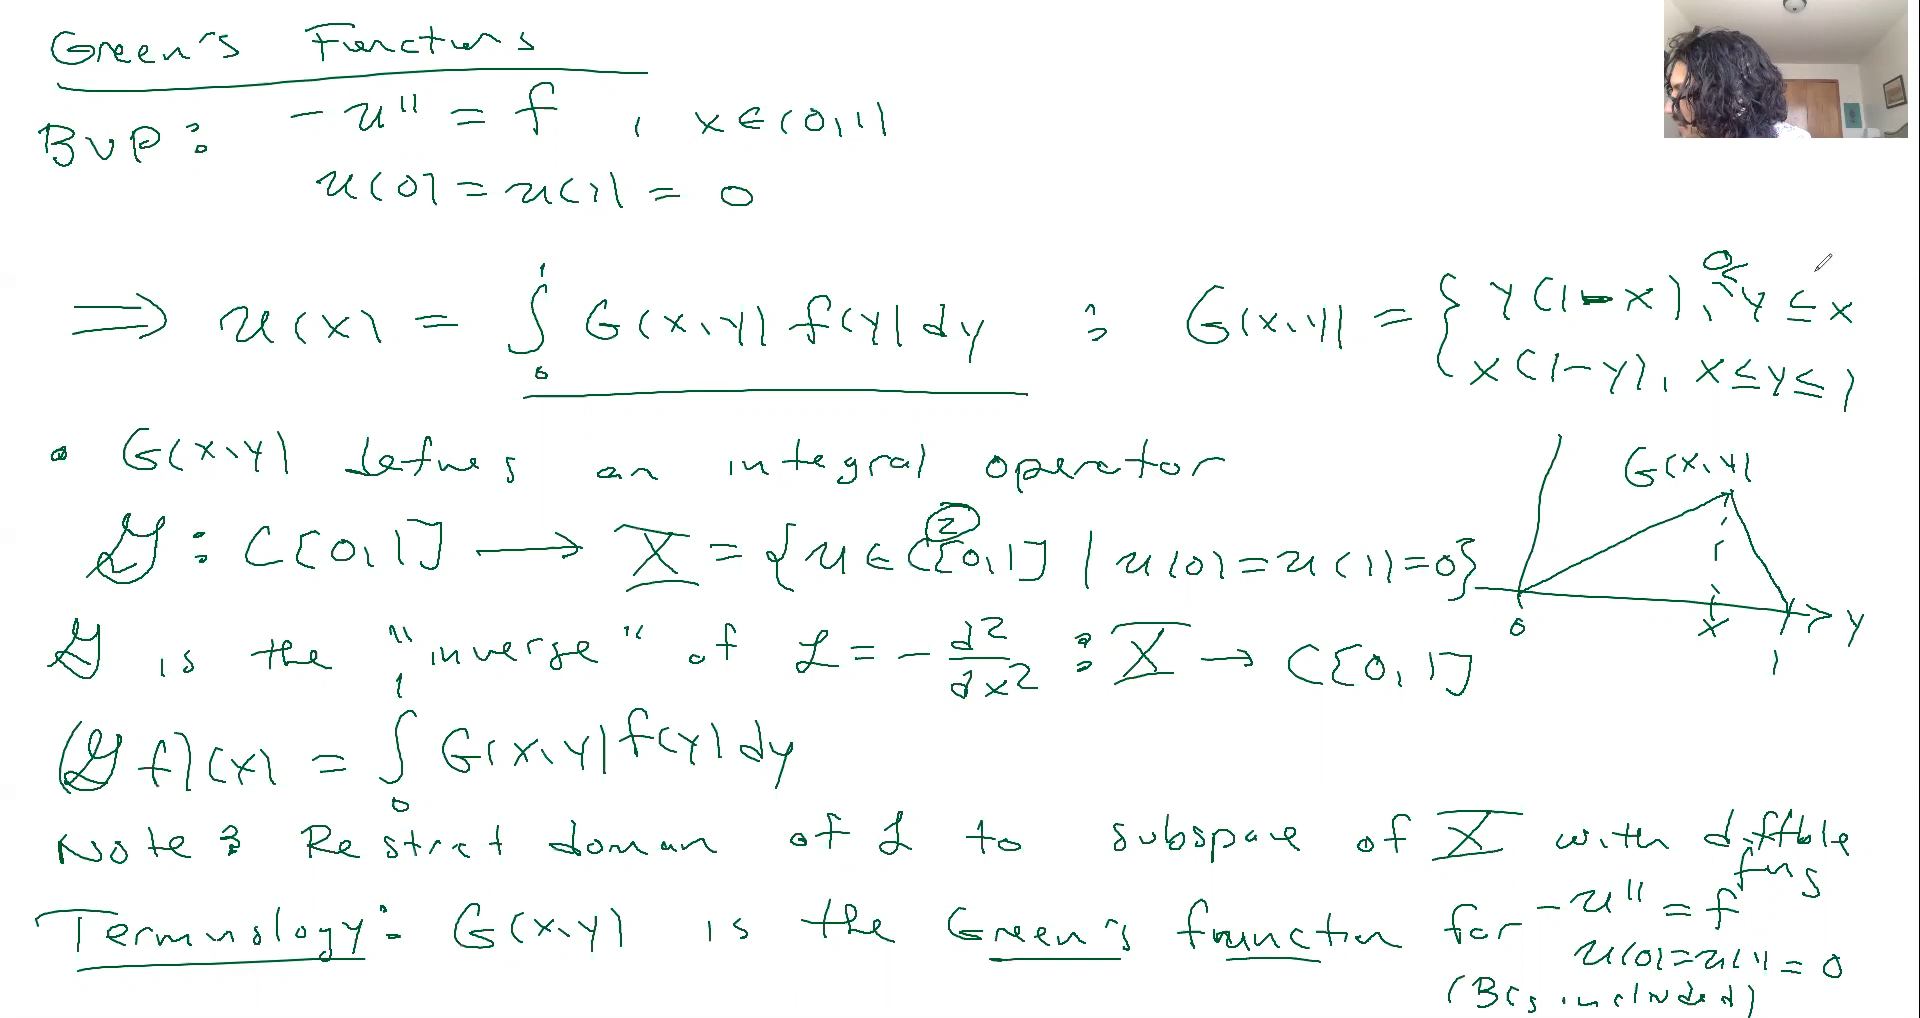 Green's Functions
BVP: -u'' = f , x∈(0,1)
u(0) = u(1) = 0
⟹ u(x) = ∫₀¹ G(x,y) f(y) dy : G(x,y) = { y(1-x), 0≤y≤x
x(1-y), x≤y≤1
• G(x,y) defines an integral operator
G(x,y)
𝒢 : C[0,1] ⟶ X = {u ∈ C²[0,1] | u(0)=u(1)=0}
0 x 1 y
𝒢 is the "inverse" of ℒ = - d²/dx² : X → C[0,1]
(𝒢f)(x) = ∫₀¹ G(x,y) f(y) dy
Note: Restrict domain of ℒ to subspace of X with diffble fns
Terminology: G(x,y) is the Green's function for -u'' = f
u(0)=u(1)=0
(BCs included)